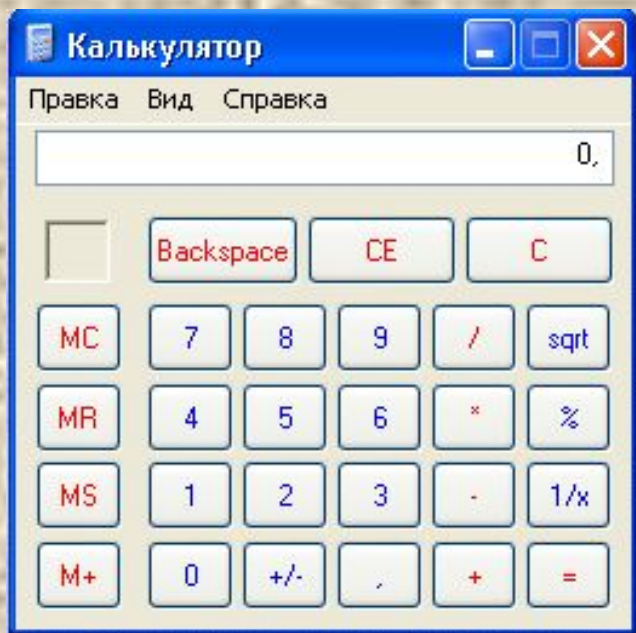 Калькулятор
Правка Вид Справка
0,
Backspace CE C
MC 7 8 9 / sqrt
MR 4 5 6 * %
MS 1 2 3 - 1/x
M+ 0 +/- , + =